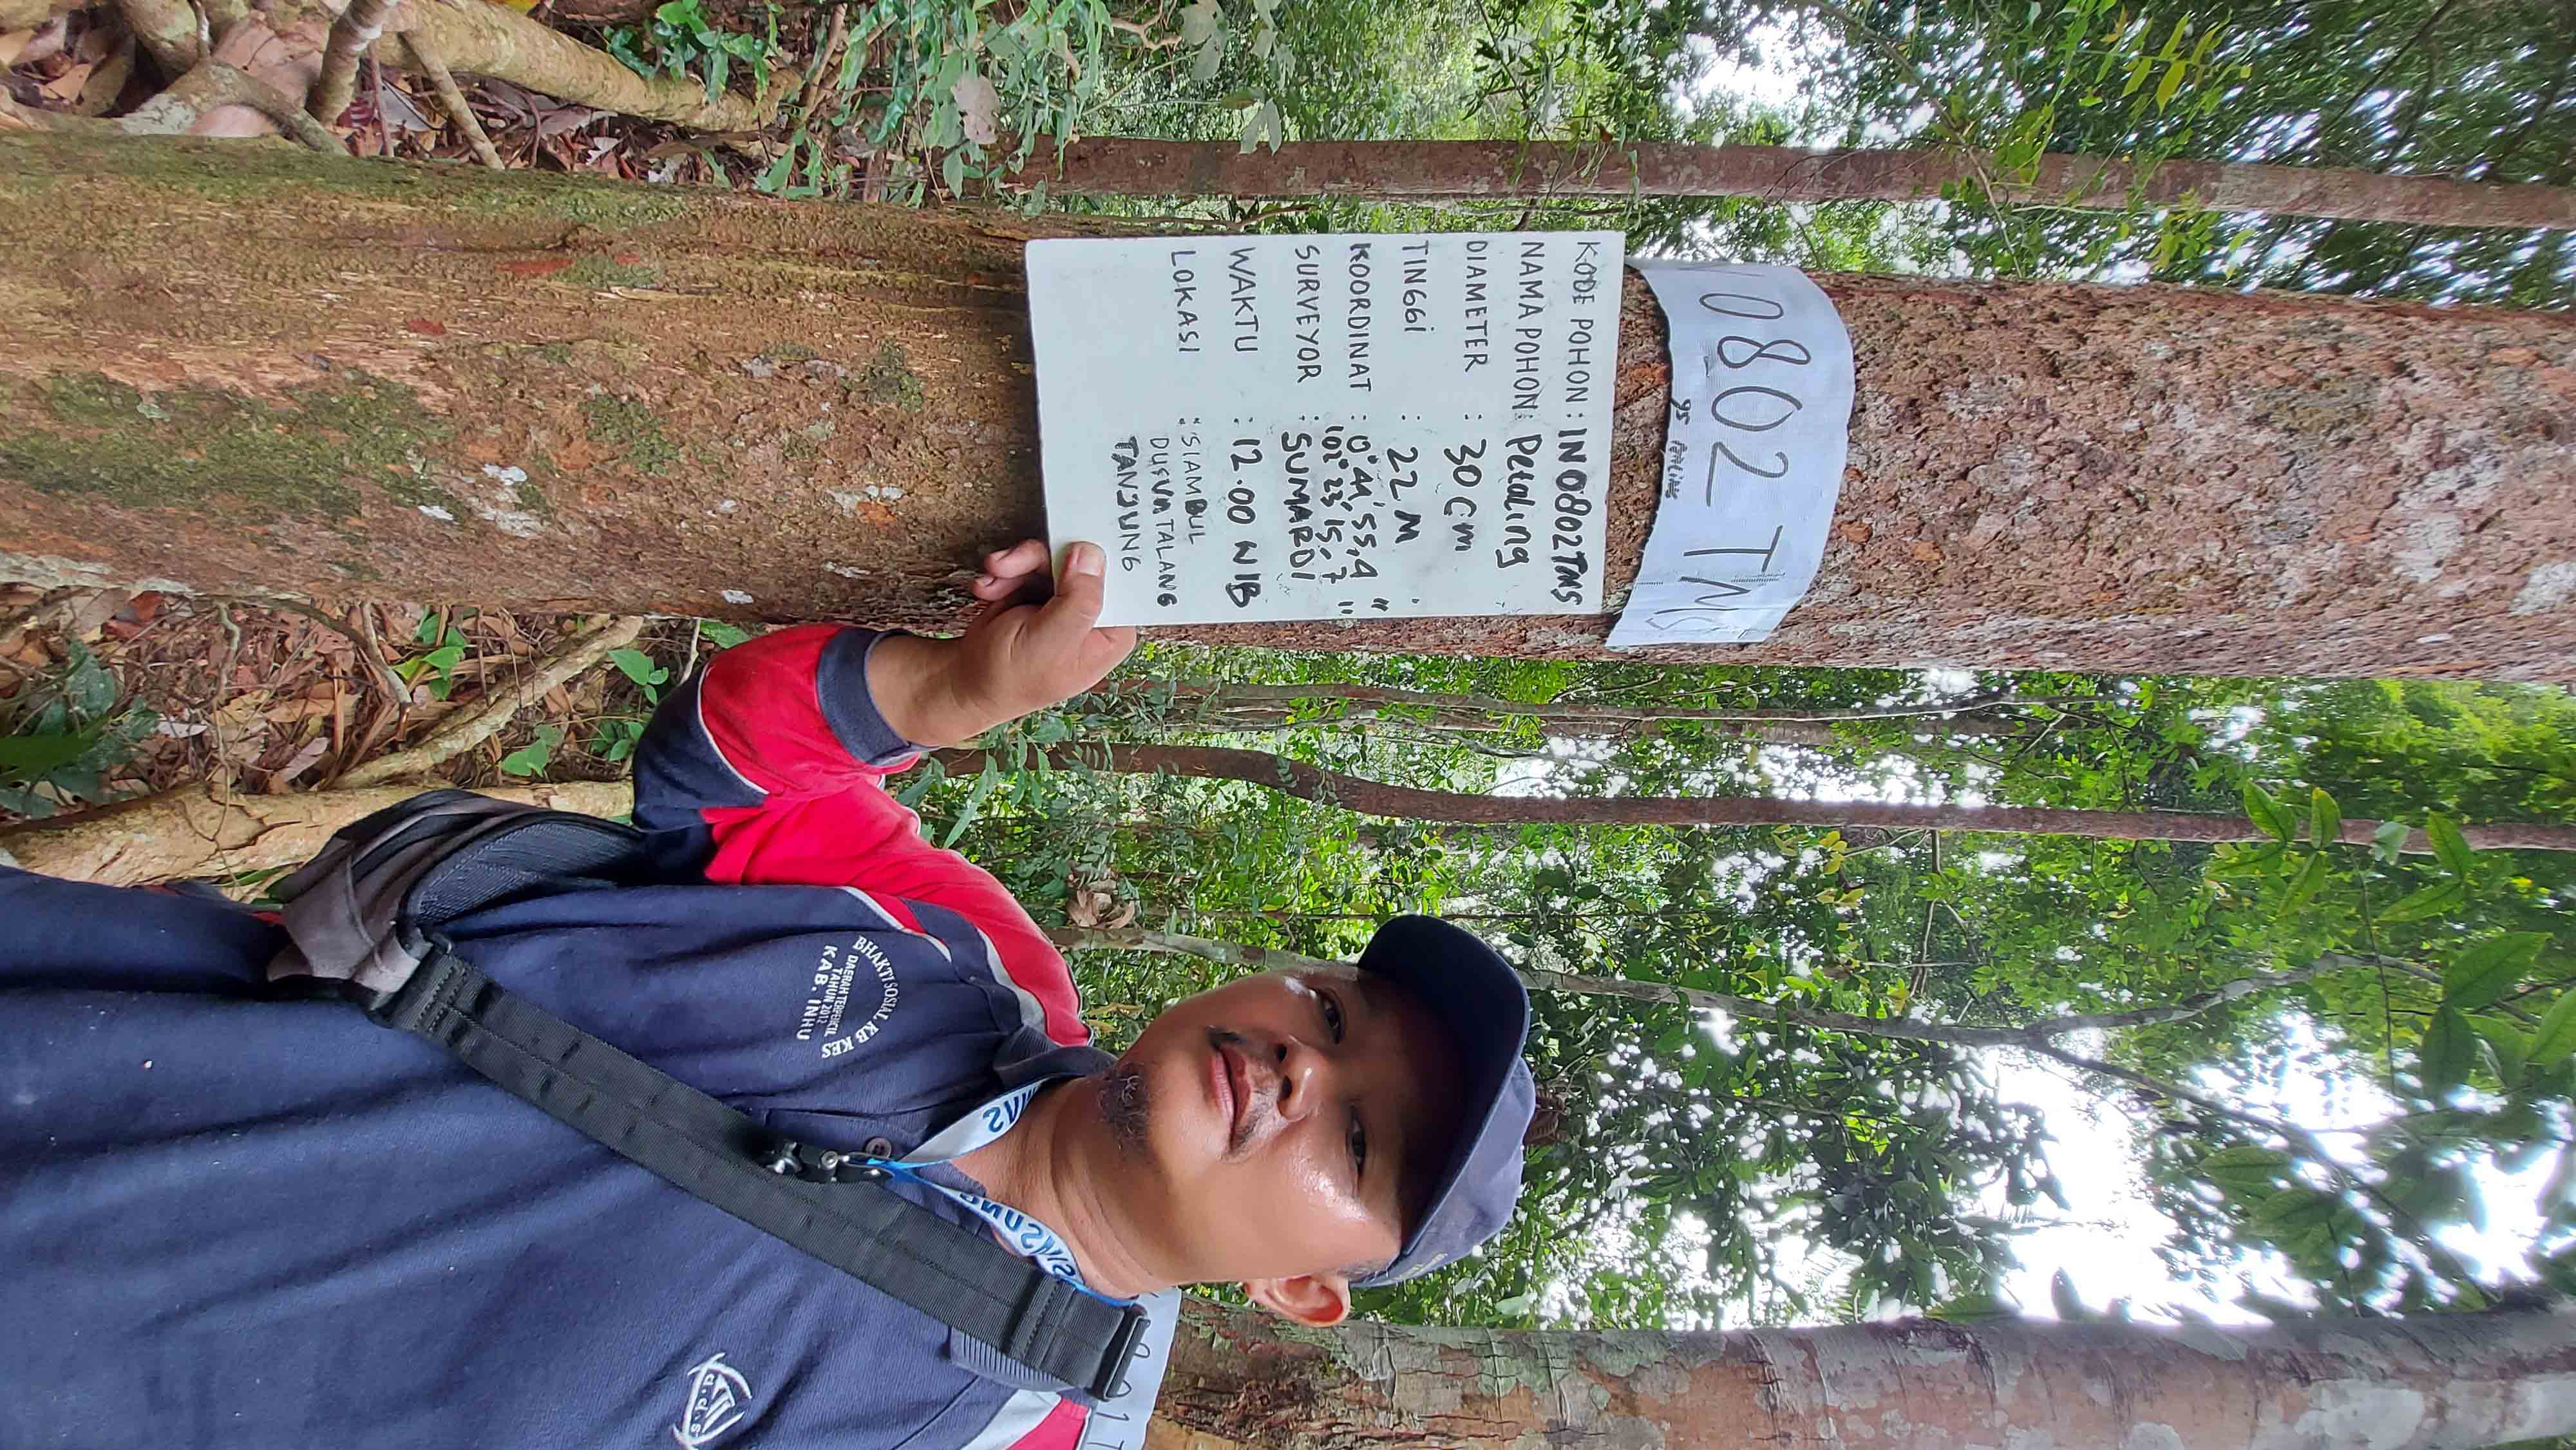 0802 TMS
95
KODE POHON : IN0802TMS
NAMA POHON : Petaling
DIAMETER : 30 cm
TINGGI : 22 M
KOORDINAT : 0° 44' 55,4 "
102° 23' 15,7 "
SURVEYOR : SUMARDI
WAKTU : 12.00 WIB
LOKASI : SIAMBUL
DUSUN TALANG
TANJUNG
BHAKTI SOSIAL KB KES
DAERAH TERPENCIL
TAHUN 2012
KAB. INHU
d.d.s